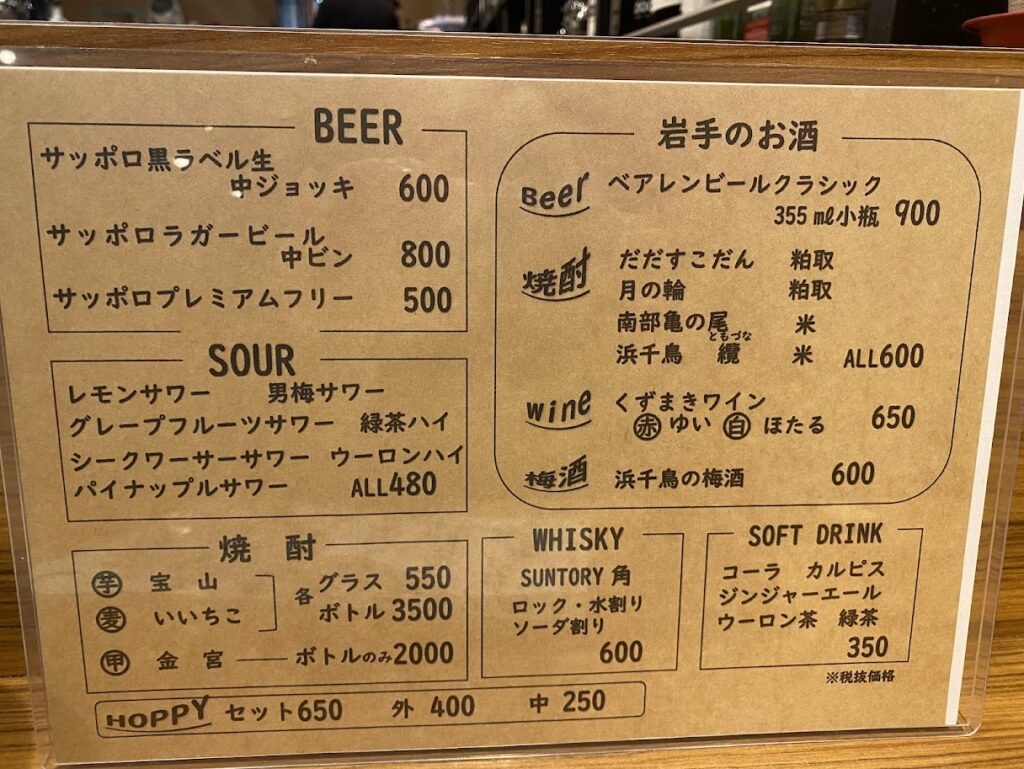 BEER
サッポロ黒ラベル生
中ジョッキ 600
サッポロラガービール
中ビン 800
サッポロプレミアムフリー 500
SOUR
レモンサワー 男梅サワー
グレープフルーツサワー 緑茶ハイ
シークワーサーサワー ウーロンハイ
パイナップルサワー ALL480
焼酎
芋 宝山 各 グラス 550
麦 いいちこ ボトル 3500
甲 金宮 ボトルのみ2000
HOPPY セット650 外 400 中 250
岩手のお酒
Beer ベアレンビールクラシック
355㎖小瓶 900
焼酎 だだすこだん 粕取
月の輪 粕取
南部亀の尾 米
ともづな
浜千鳥 纜 米 ALL600
wine くずまきワイン
赤 ゆい 白 ほたる 650
梅酒 浜千鳥の梅酒 600
WHISKY
SUNTORY 角
ロック・水割り
ソーダ割り
600
SOFT DRINK
コーラ カルピス
ジンジャーエール
ウーロン茶 緑茶
350
※税抜価格